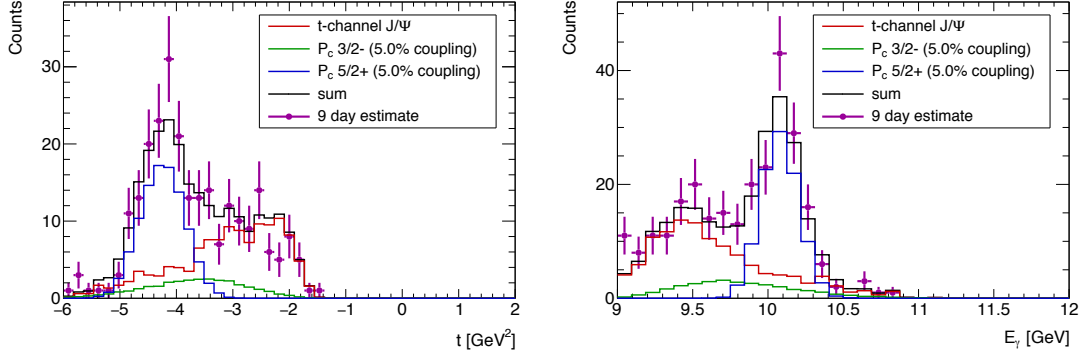 Counts
30
20
10
0
t-channel J/Ψ
P_c 3/2- (5.0% coupling)
P_c 5/2+ (5.0% coupling)
sum
9 day estimate
−6 −5 −4 −3 −2 −1 0 1 2
t [GeV²]
Counts
40
20
0
t-channel J/Ψ
P_c 3/2- (5.0% coupling)
P_c 5/2+ (5.0% coupling)
sum
9 day estimate
9 9.5 10 10.5 11 11.5 12
E_γ [GeV]